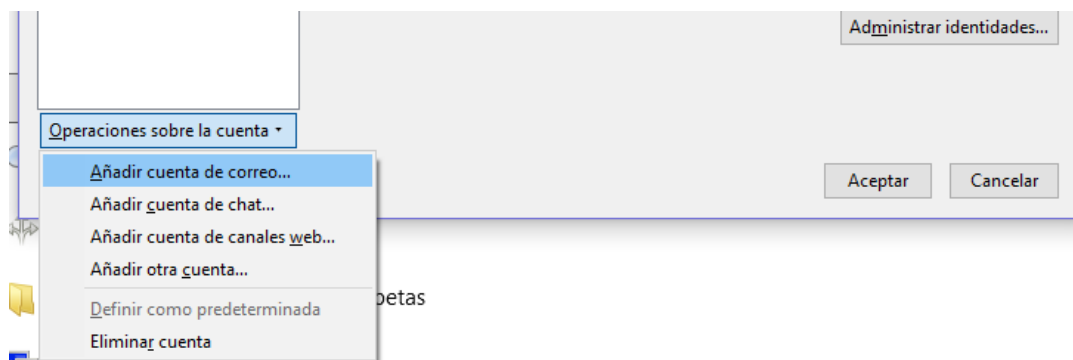 Administrar identidades...
Operaciones sobre la cuenta
Añadir cuenta de correo...
Aceptar Cancelar
Añadir cuenta de chat...
Añadir cuenta de canales web...
Añadir otra cuenta...
petas
Definir como predeterminada
Eliminar cuenta